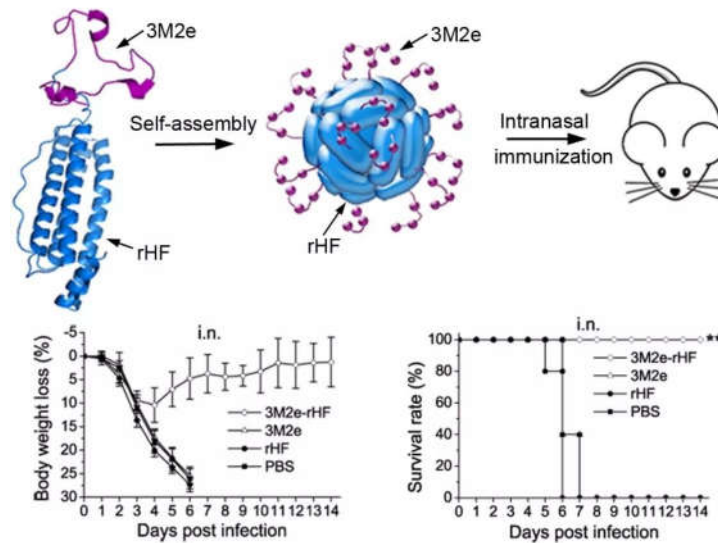 3M2e
3M2e
Self-assembly
Intranasal
immunization
rHF
rHF
i.n.
-5
0
5
10
15
20
25
30
Body weight loss (%)
3M2e-rHF
3M2e
rHF
PBS
0 1 2 3 4 5 6 7 8 9 10 11 12 13 14
Days post infection
i.n.
100
80
60
40
20
0
Survival rate (%)
**
3M2e-rHF
3M2e
rHF
PBS
0 1 2 3 4 5 6 7 8 9 10 11 12 13 14
Days post infection